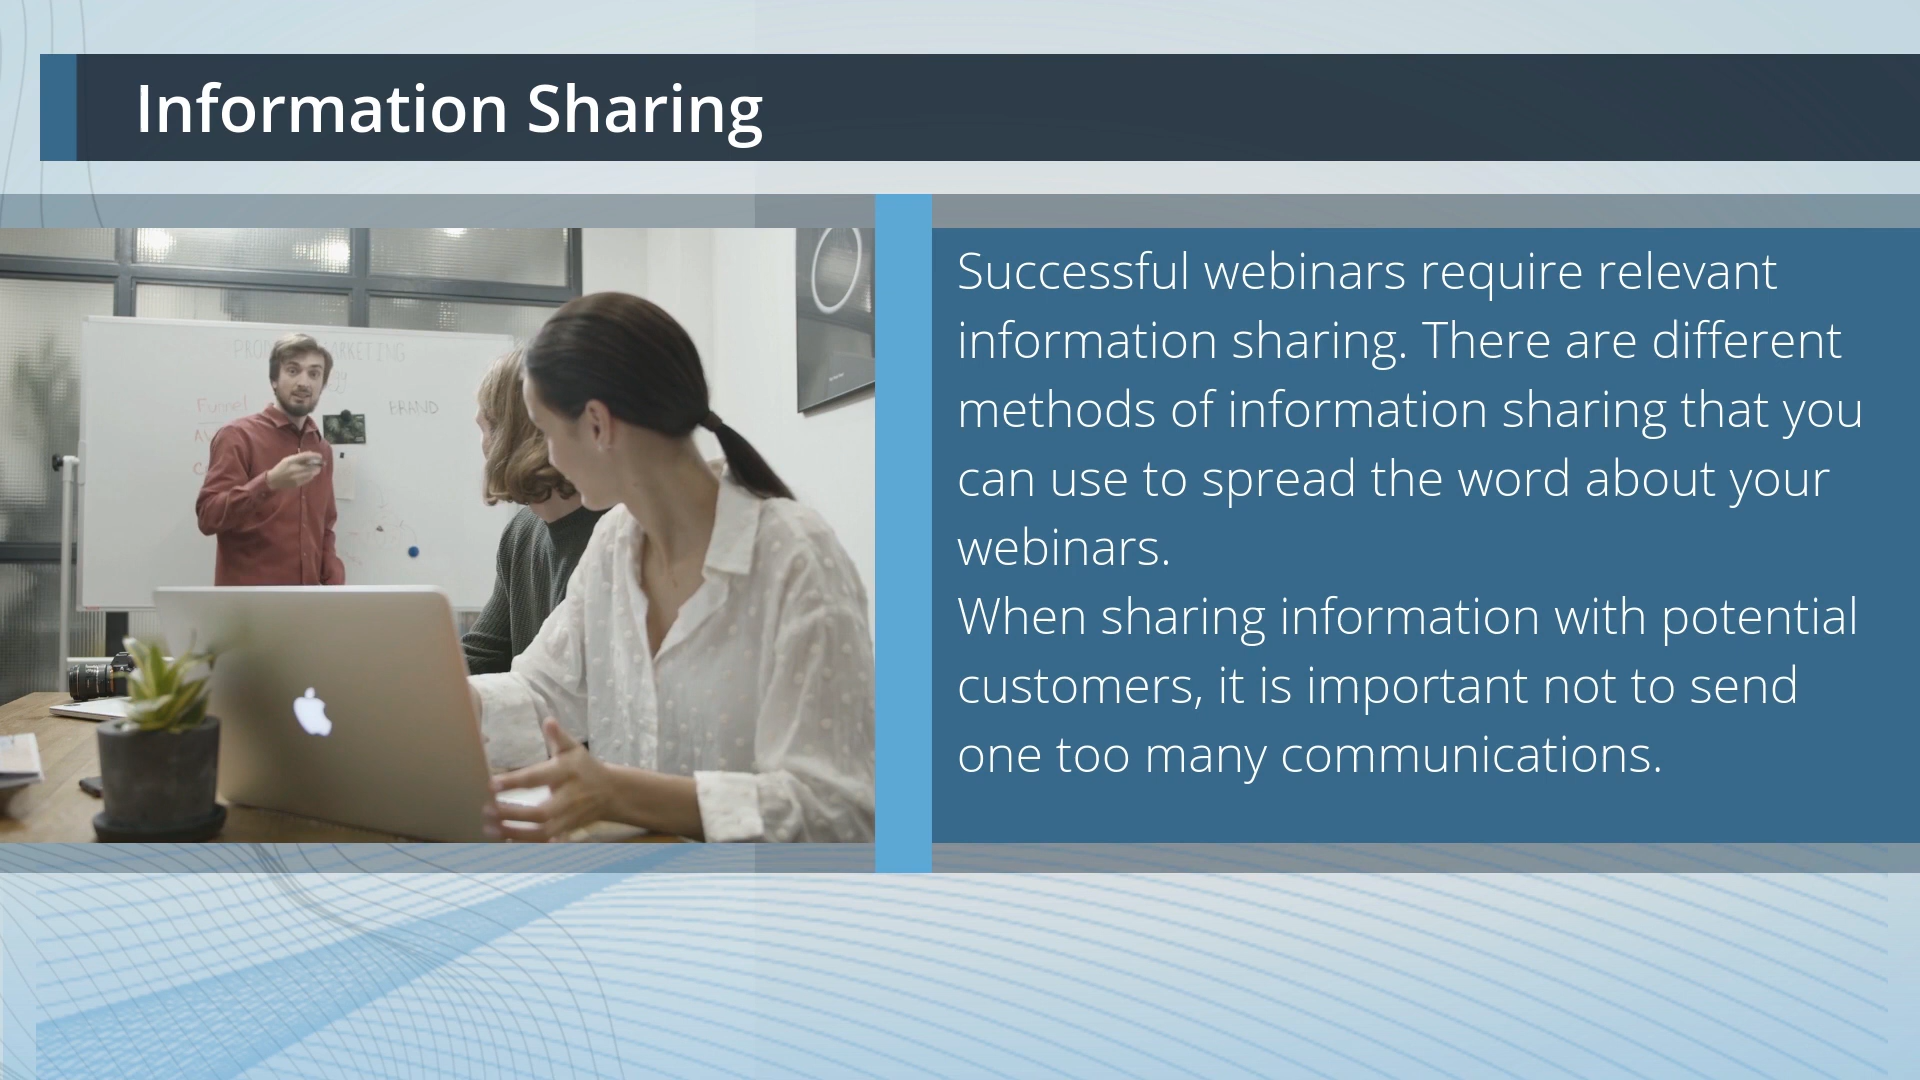 Information Sharing
Successful webinars require relevant
information sharing. There are different
methods of information sharing that you
can use to spread the word about your
webinars.
When sharing information with potential
customers, it is important not to send
one too many communications.
Funnel
BRAND